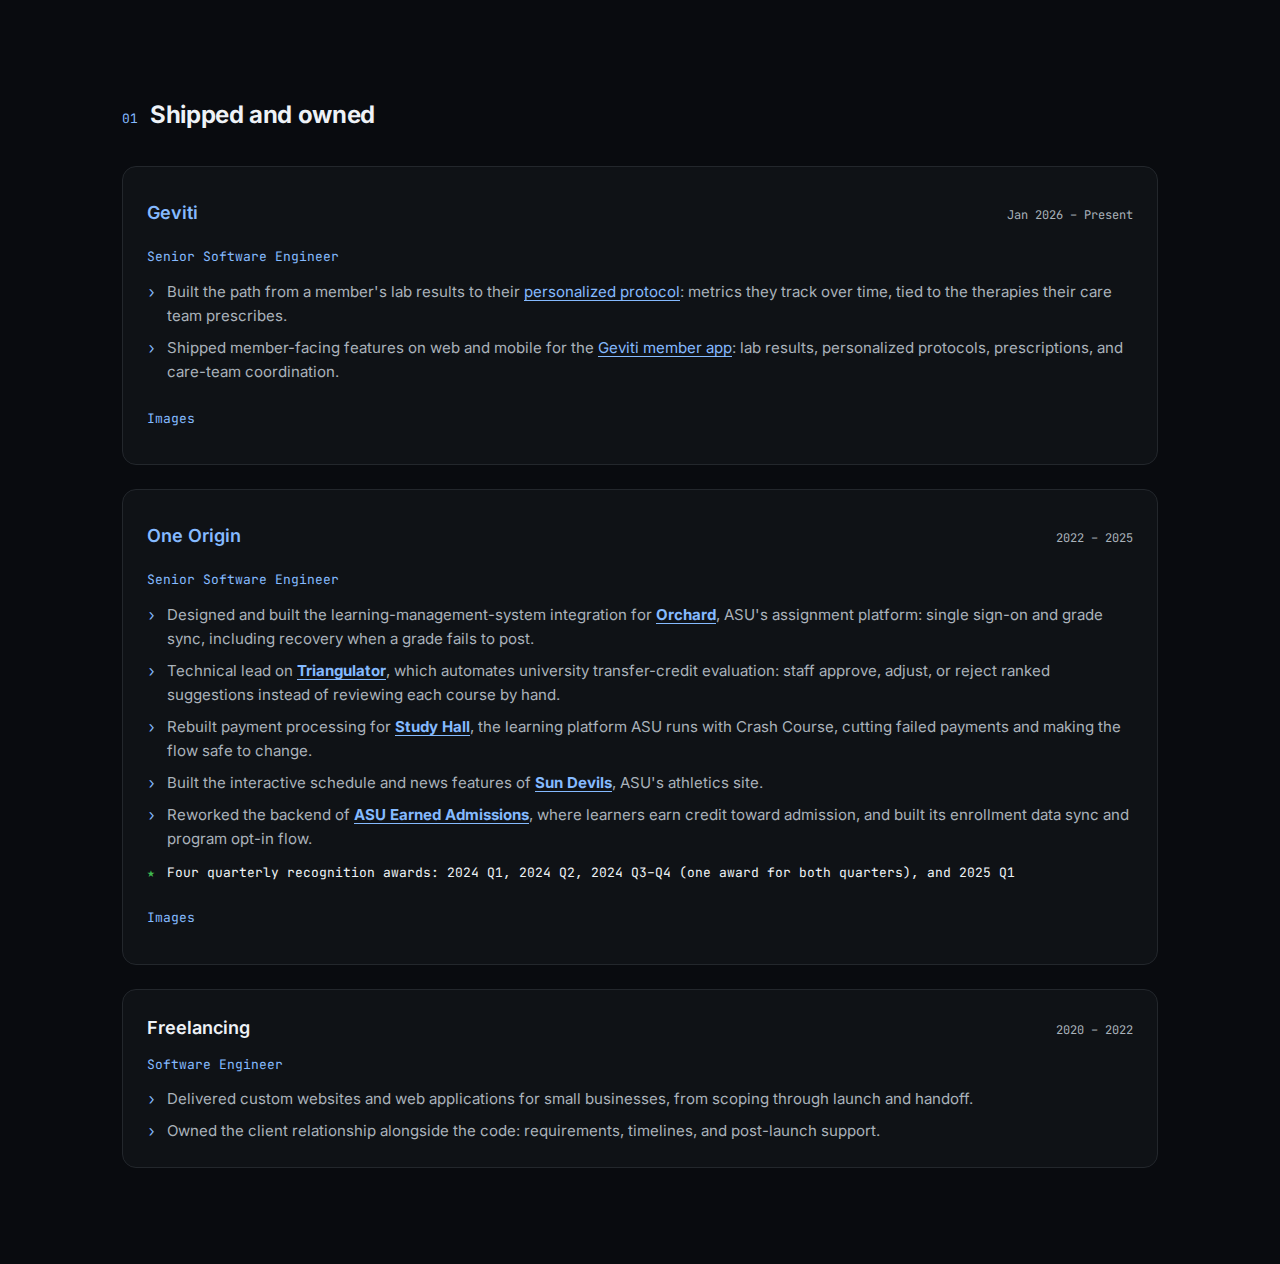 01 Shipped and owned
Geviti
Jan 2026 – Present
Senior Software Engineer
› Built the path from a member's lab results to their personalized protocol: metrics they track over time, tied to the therapies their care
team prescribes.
› Shipped member-facing features on web and mobile for the Geviti member app: lab results, personalized protocols, prescriptions, and
care-team coordination.
Images
One Origin
2022 – 2025
Senior Software Engineer
› Designed and built the learning-management-system integration for Orchard, ASU's assignment platform: single sign-on and grade
sync, including recovery when a grade fails to post.
› Technical lead on Triangulator, which automates university transfer-credit evaluation: staff approve, adjust, or reject ranked
suggestions instead of reviewing each course by hand.
› Rebuilt payment processing for Study Hall, the learning platform ASU runs with Crash Course, cutting failed payments and making the
flow safe to change.
› Built the interactive schedule and news features of Sun Devils, ASU's athletics site.
› Reworked the backend of ASU Earned Admissions, where learners earn credit toward admission, and built its enrollment data sync and
program opt-in flow.
★ Four quarterly recognition awards: 2024 Q1, 2024 Q2, 2024 Q3–Q4 (one award for both quarters), and 2025 Q1
Images
Freelancing
2020 – 2022
Software Engineer
› Delivered custom websites and web applications for small businesses, from scoping through launch and handoff.
› Owned the client relationship alongside the code: requirements, timelines, and post-launch support.